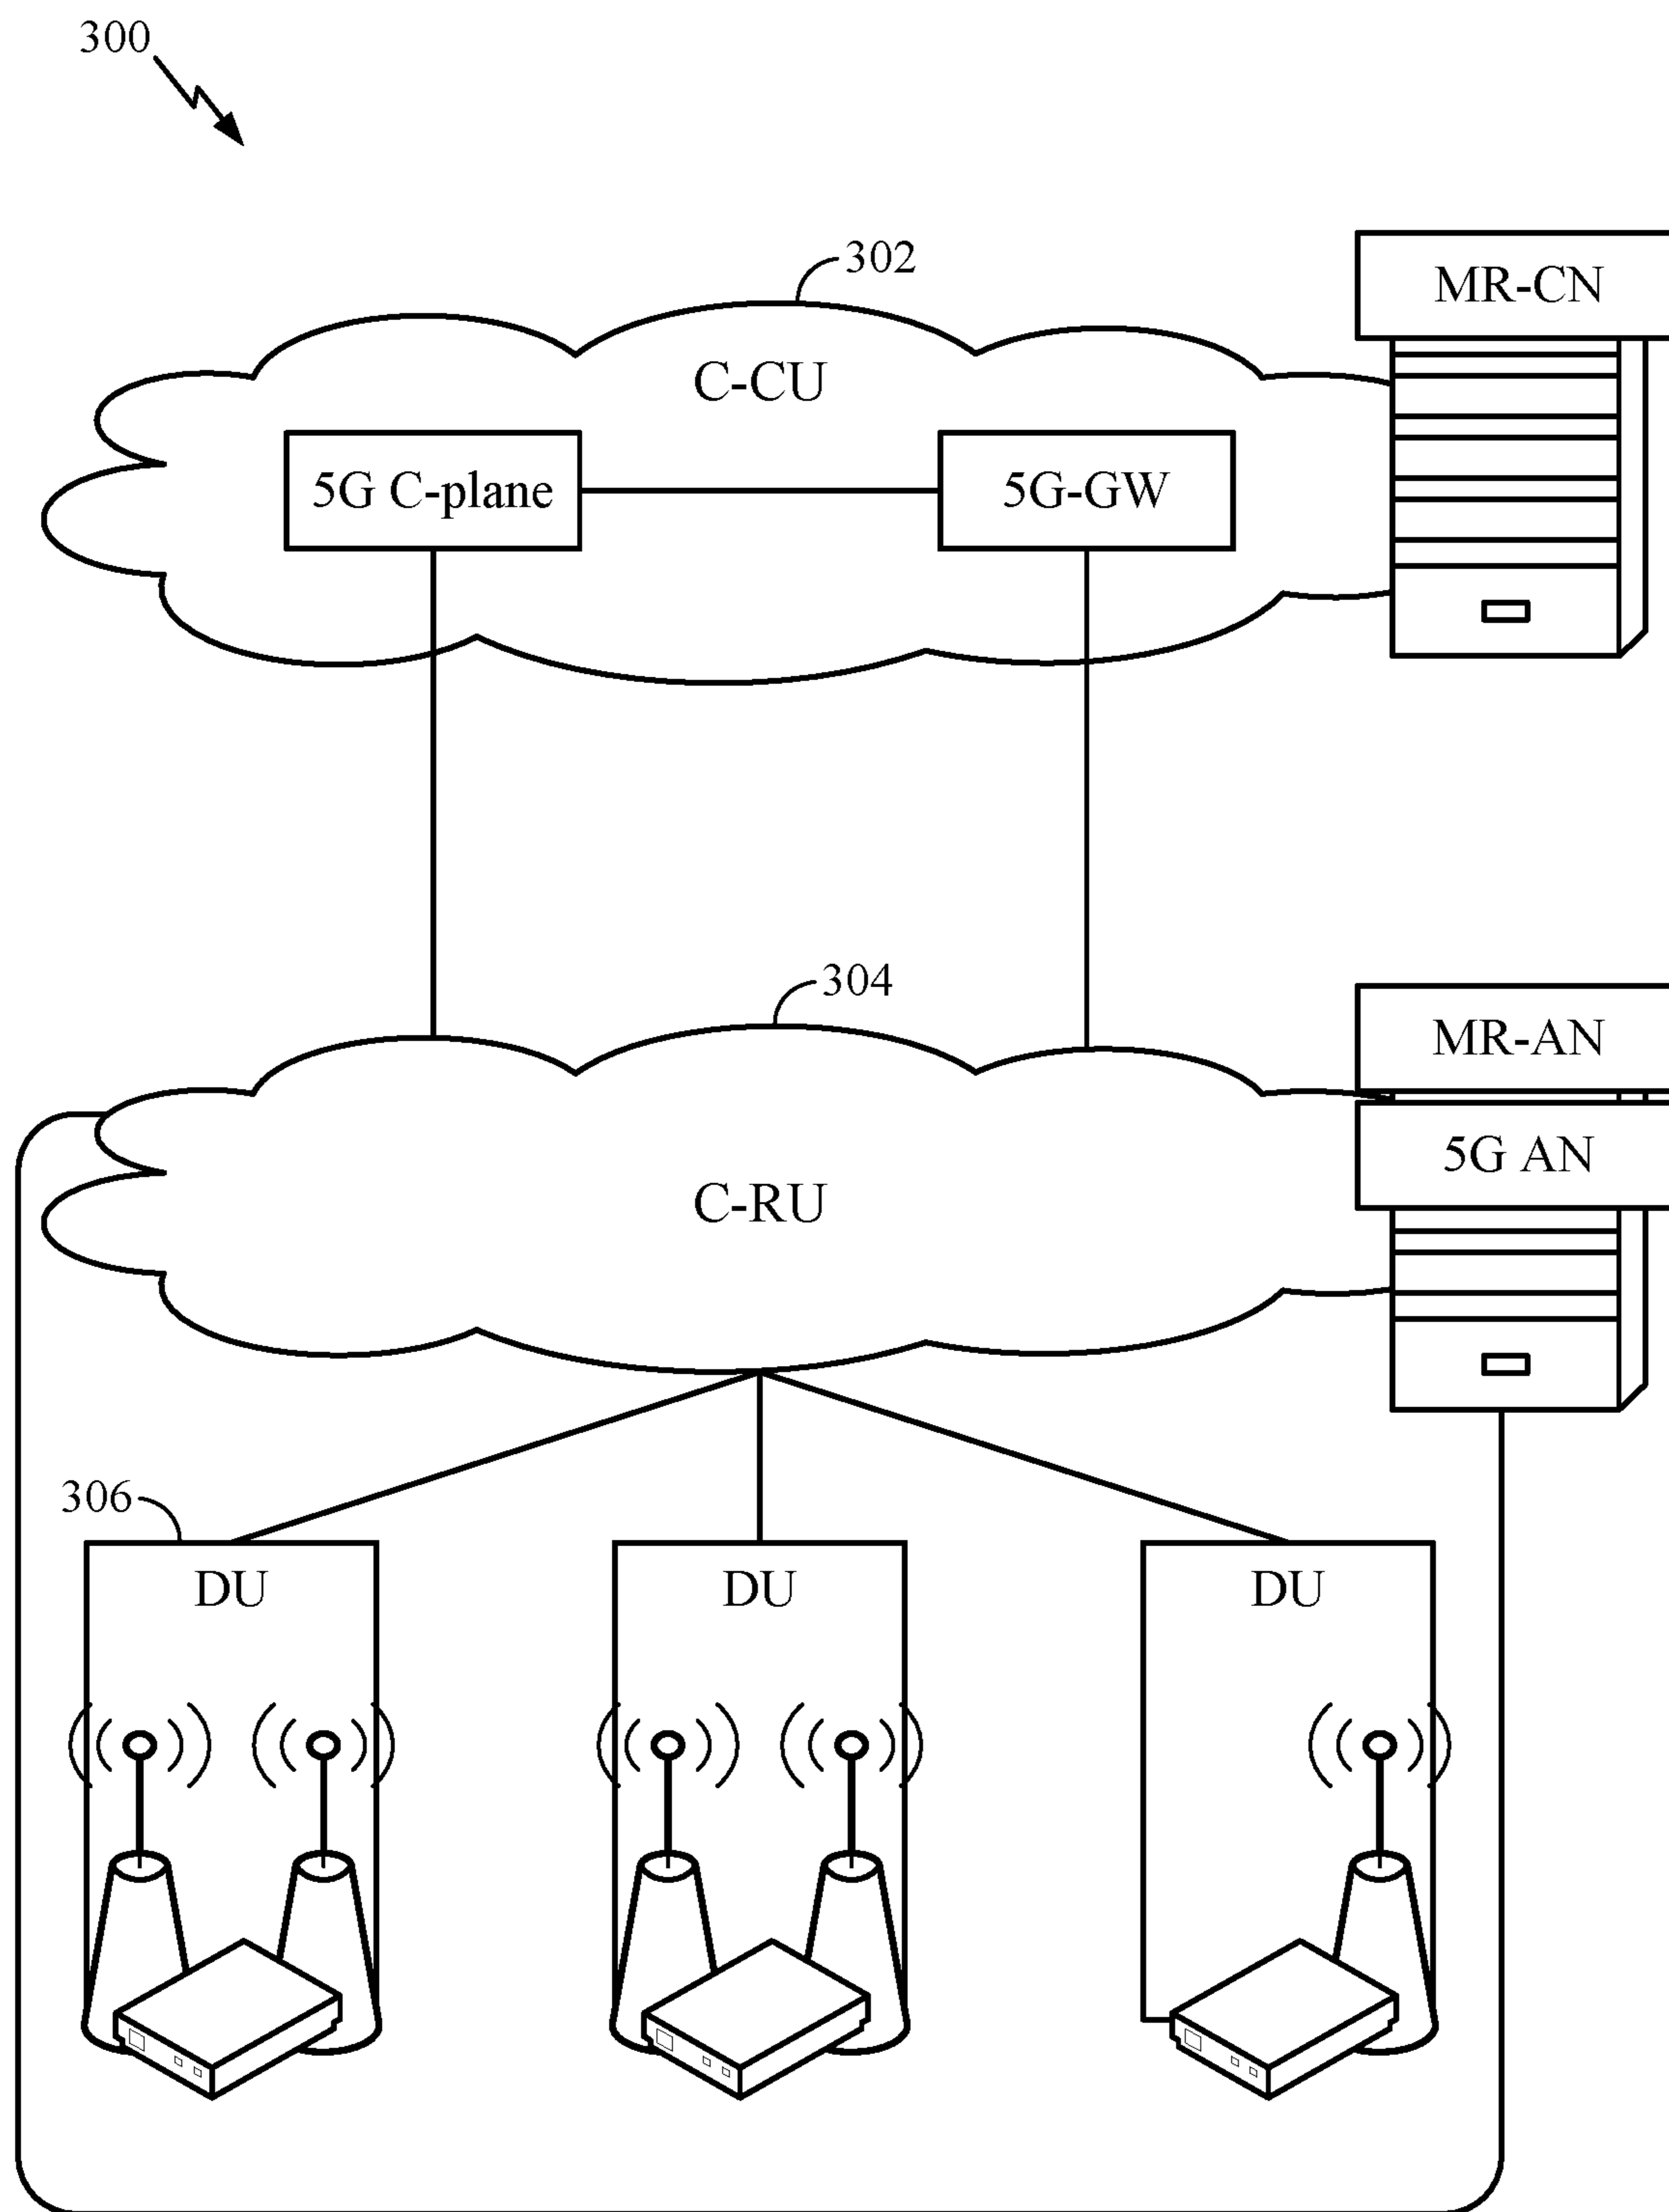 300
302
MR-CN
C-CU
5G C-plane
5G-GW
304
MR-AN
5G AN
C-RU
306
DU
DU
DU